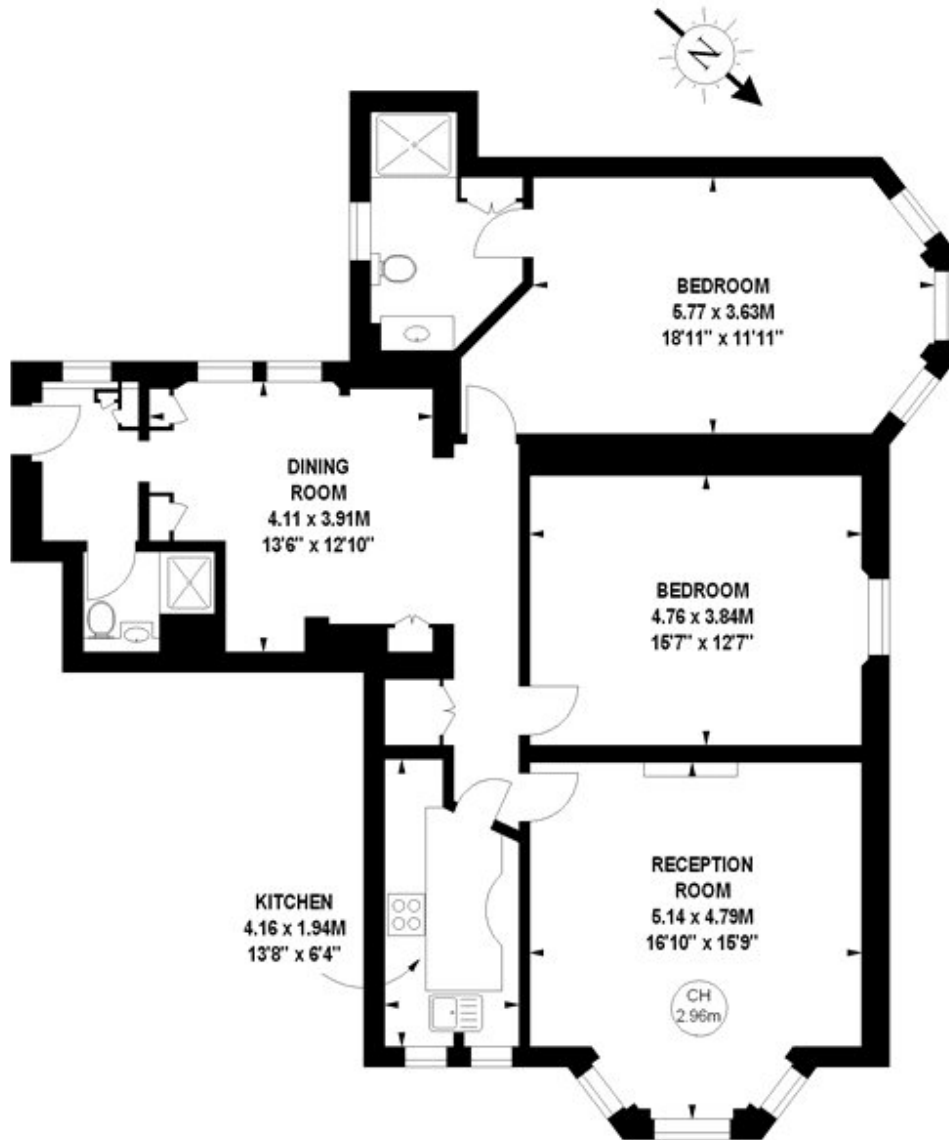 N
BEDROOM
5.77 x 3.63M
18'11" x 11'11"
DINING
ROOM
4.11 x 3.91M
13'6" x 12'10"
BEDROOM
4.76 x 3.84M
15'7" x 12'7"
KITCHEN
4.16 x 1.94M
13'8" x 6'4"
RECEPTION
ROOM
5.14 x 4.79M
16'10" x 15'9"
CH
2.96m